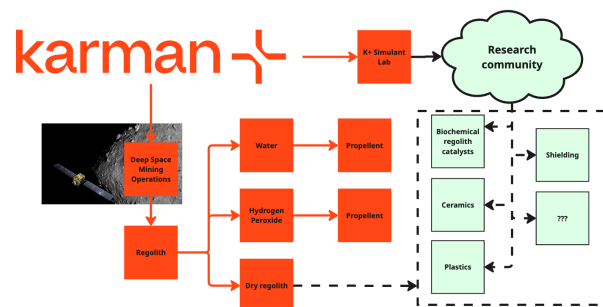 karman
K+ Simulant
Lab
Research
community
Deep Space
Mining
Operations
Regolith
Water
Propellent
Hydrogen
Peroxide
Propellent
Dry regolith
Biochemical
regolith
catalysts
Shielding
Ceramics
???
Plastics